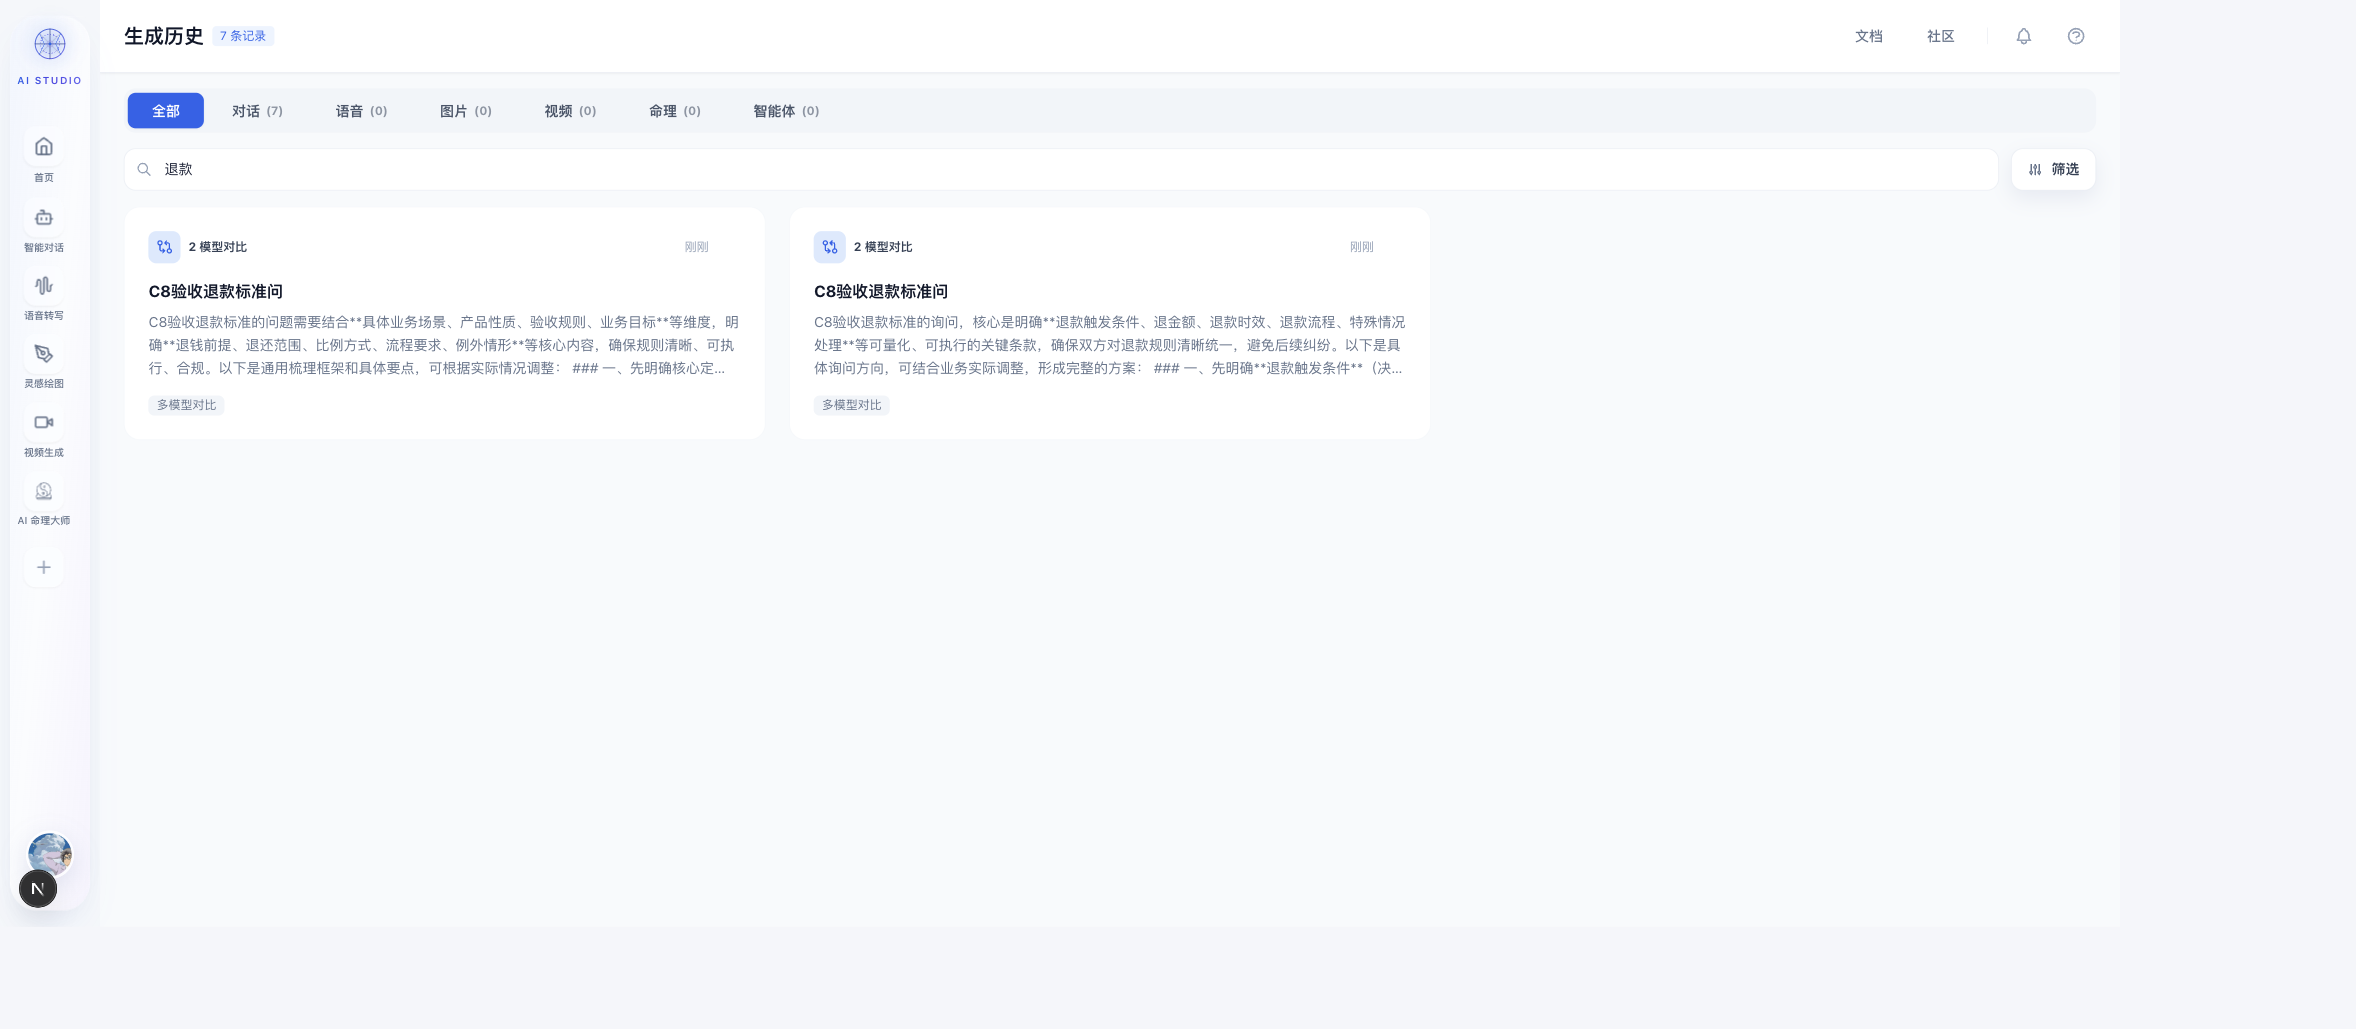 生成历史 7 条记录
文档 社区
AI STUDIO
首页
智能对话
语音转写
灵感绘图
视频生成
AI 命理大师
全部 对话 (7) 语音 (0) 图片 (0) 视频 (0) 命理 (0) 智能体 (0)
退款
筛选
2 模型对比 刚刚
C8验收退款标准问
C8验收退款标准的问题需要结合**具体业务场景、产品性质、验收规则、业务目标**等维度，明
确**退钱前提、退还范围、比例方式、流程要求、例外情形**等核心内容，确保规则清晰、可执
行、合规。以下是通用梳理框架和具体要点，可根据实际情况调整： ### 一、先明确核心定...
多模型对比
2 模型对比 刚刚
C8验收退款标准问
C8验收退款标准的询问，核心是明确**退款触发条件、退金额、退款时效、退款流程、特殊情况
处理**等可量化、可执行的关键条款，确保双方对退款规则清晰统一，避免后续纠纷。以下是具
体询问方向，可结合业务实际调整，形成完整的方案： ### 一、先明确**退款触发条件**（决...
多模型对比
N